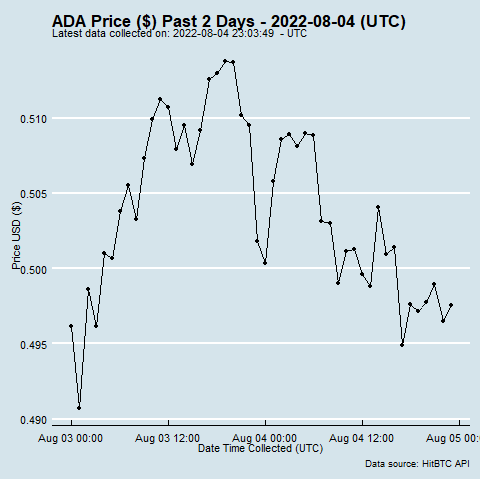 ADA Price ($) Past 2 Days - 2022-08-04 (UTC)
Latest data collected on: 2022-08-04 23:03:49 - UTC
Price USD ($)
0.510
0.505
0.500
0.495
0.490
Aug 03 00:00 Aug 03 12:00 Aug 04 00:00 Aug 04 12:00 Aug 05 00:
Date Time Collected (UTC)
Data source: HitBTC API